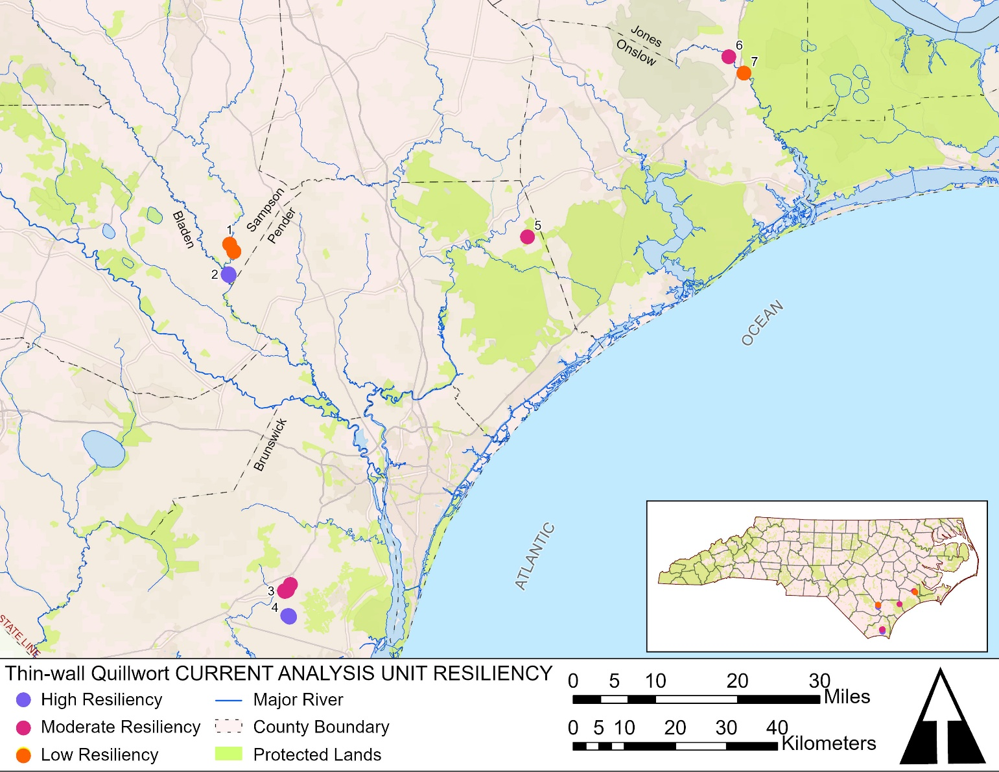 Jones
Onslow
6
7
Sampson
Pender
Bladen
1
2
5
OCEAN
Brunswick
ATLANTIC
3
4
STATE LINE
Thin-wall Quillwort CURRENT ANALYSIS UNIT RESILIENCY
High Resiliency
Moderate Resiliency
Low Resiliency
Major River
County Boundary
Protected Lands
0 5 10 20 30
Miles
0 5 10 20 30 40
Kilometers